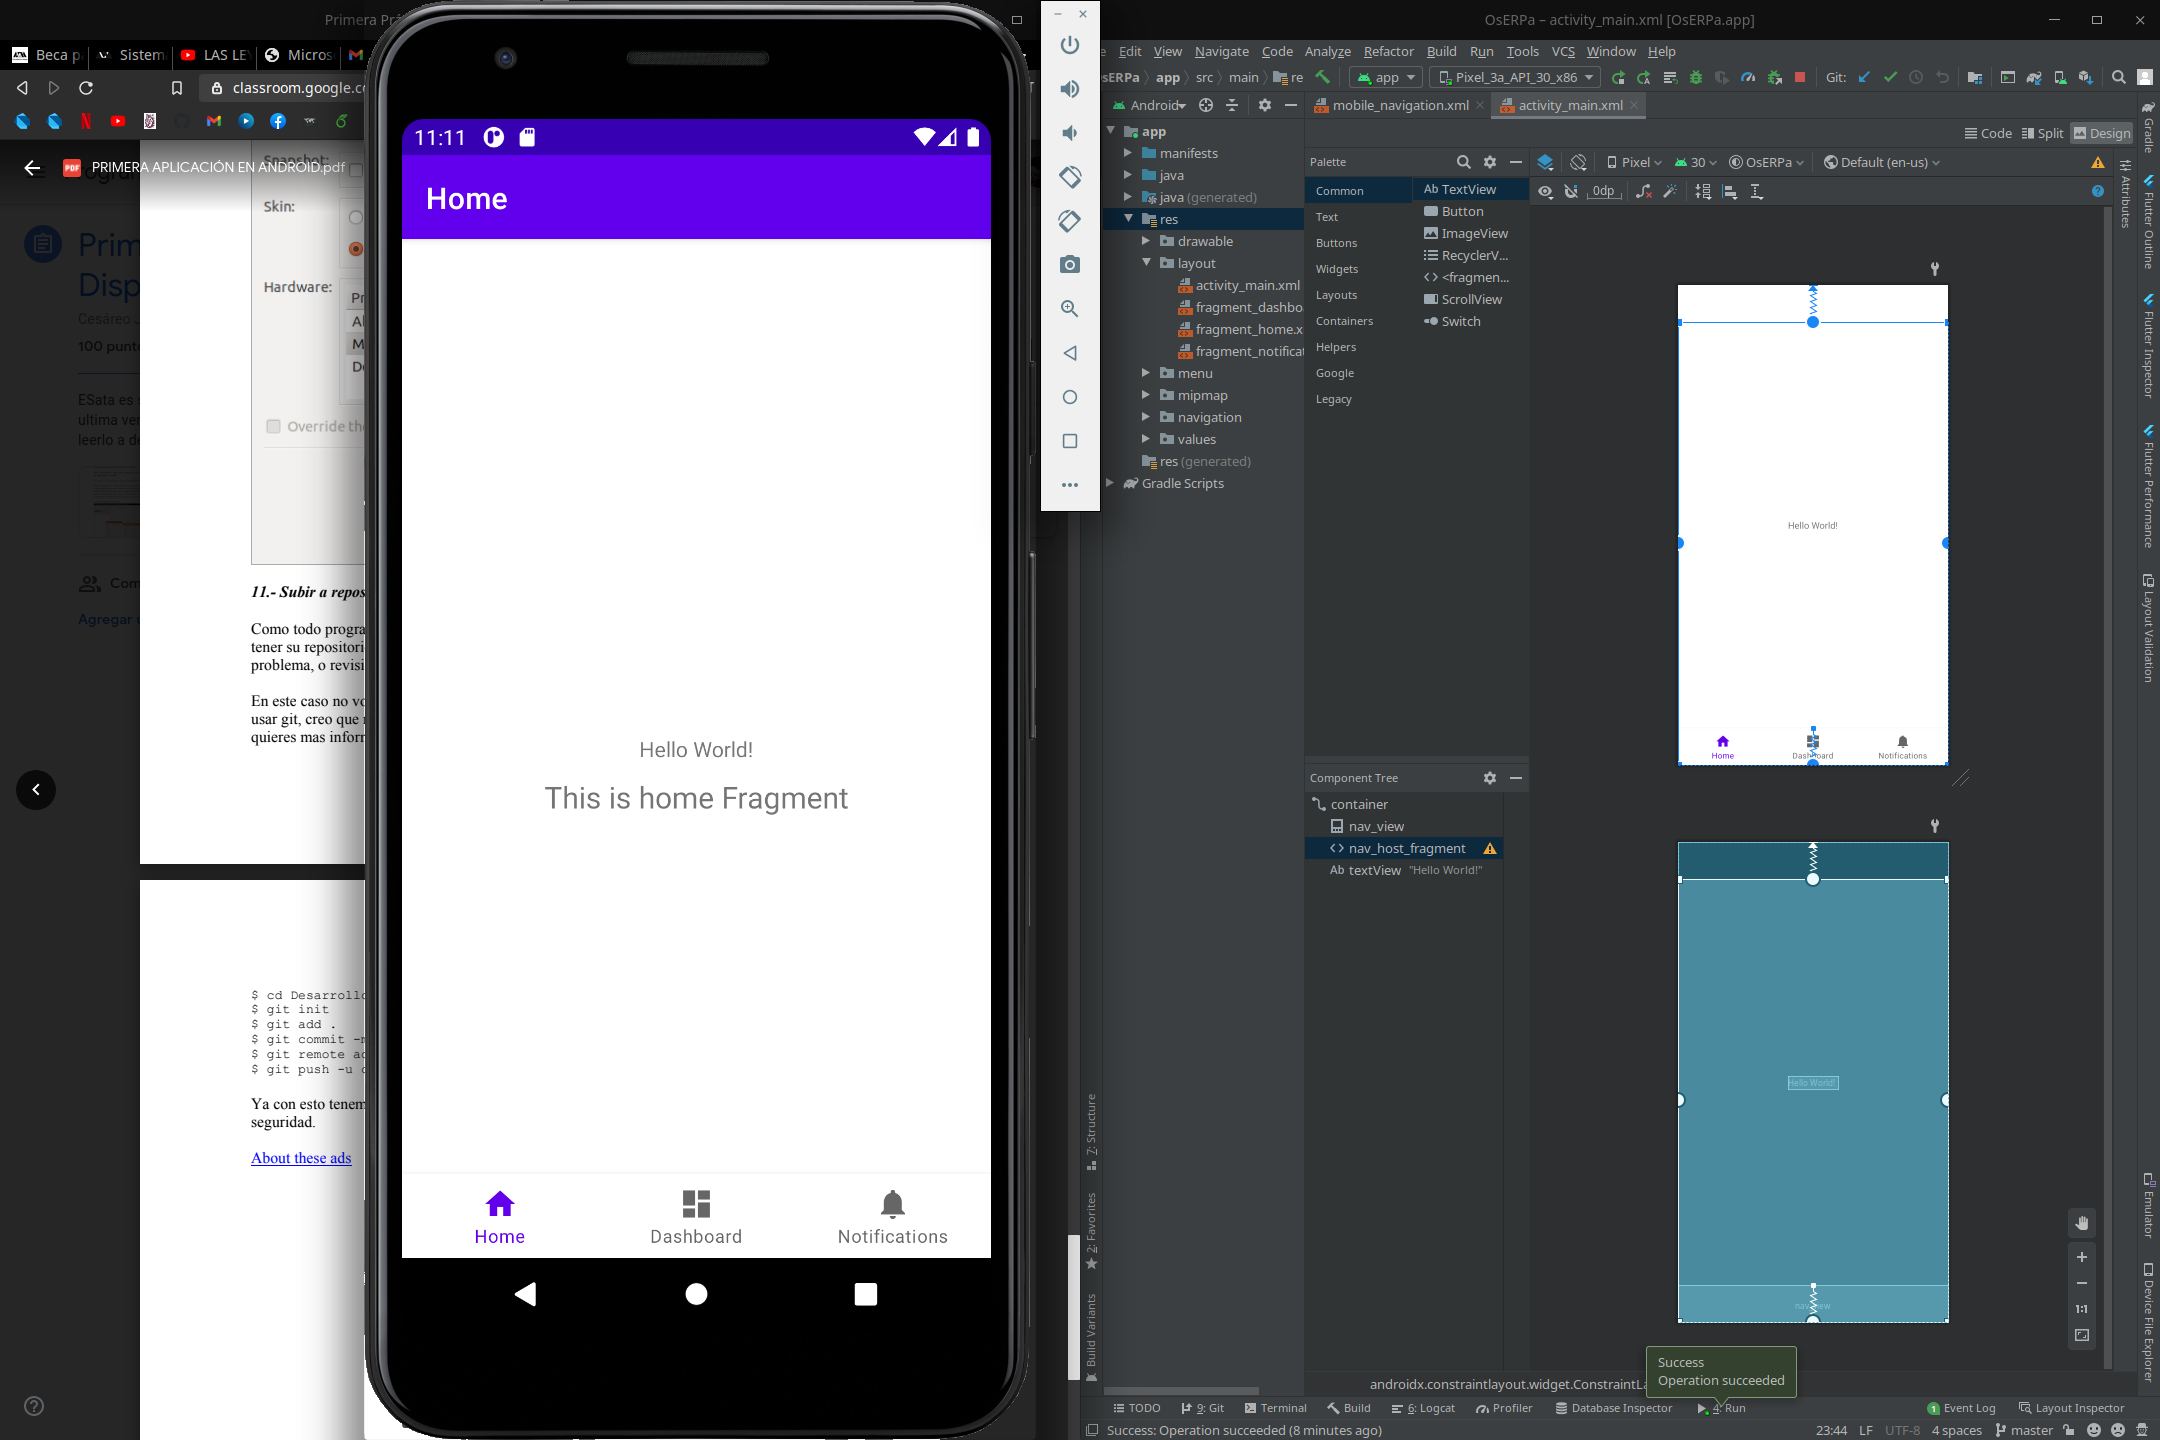 Primera Pr
Beca p
Sistem
LAS LE
Micros
classroom.google.co
PRIMERA APLICACIÓN EN ANDROID.pdf
Snapshot:
Skin:
Hardware:
Override the
Prim
Disp
Cesáreo J
100 punto
ESata es
ultima ver
leerlo a de
Com
Agregar
11.- Subir a repos
Como todo progra
tener su repositori
problema, o revisi
En este caso no vo
usar git, creo que
quieres mas inform
$ cd Desarrollo
$ git init
$ git add .
$ git commit -m
$ git remote ad
$ git push -u o
Ya con esto tenem
seguridad.
About these ads
11:11
Home
Hello World!
This is home Fragment
Home
Dashboard
Notifications
OsERPa – activity_main.xml [OsERPa.app]
Edit View Navigate Code Analyze Refactor Build Run Tools VCS Window Help
sERPa app src main re
app
Pixel_3a_API_30_x86
Git:
Android
mobile_navigation.xml
activity_main.xml
Code Split Design
app
manifests
java
java (generated)
res
drawable
layout
activity_main.xml
fragment_dashbo
fragment_home.x
fragment_notificat
menu
mipmap
navigation
values
res (generated)
Gradle Scripts
Palette
Common
Text
Buttons
Widgets
Layouts
Containers
Helpers
Google
Legacy
Ab TextView
Button
ImageView
RecyclerV...
<fragmen...
ScrollView
Switch
Pixel
30
OsERPa
Default (en-us)
0dp
Hello World!
Home
Dashboard
Notifications
Component Tree
container
nav_view
nav_host_fragment
Ab textView "Hello World!"
Hello World!
nav_view
1:1
Gradle
Attributes
Flutter Outline
Flutter Inspector
Flutter Performance
Layout Validation
Emulator
Device File Explorer
7: Structure
2: Favorites
Build Variants
androidx.constraintlayout.widget.ConstraintLa
Success
Operation succeeded
TODO
9: Git
Terminal
Build
6: Logcat
Profiler
Database Inspector
4: Run
1 Event Log
Layout Inspector
Success: Operation succeeded (8 minutes ago)
23:44 LF UTF-8 4 spaces master